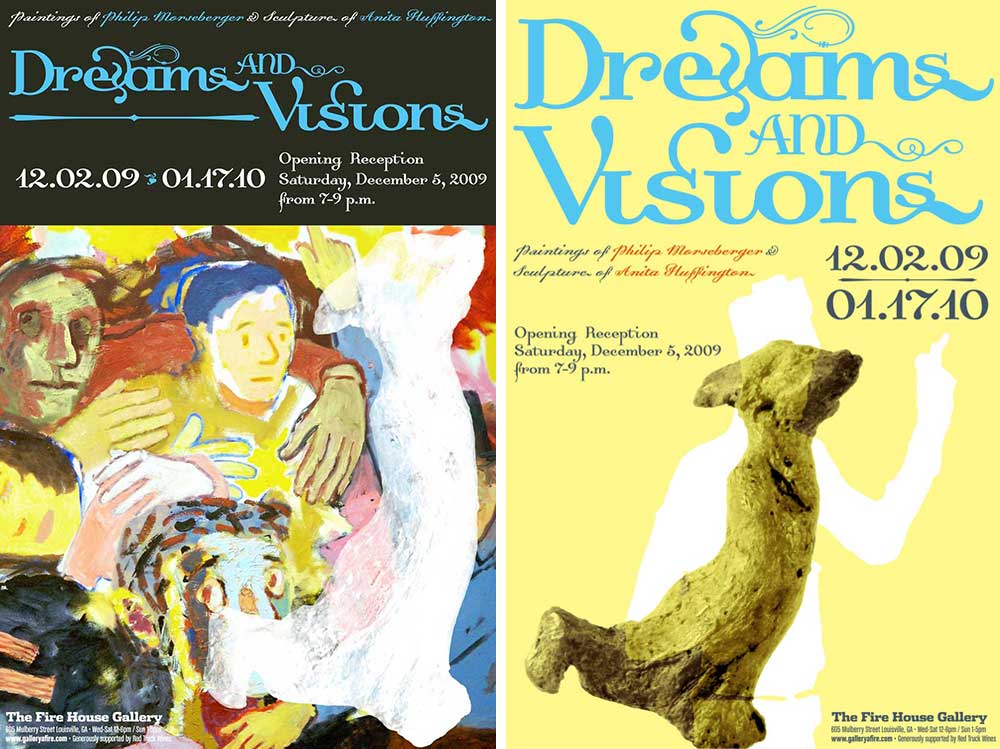 Paintings of Philip Morseberger & Sculpture of Anita Huffington
Dreams AND
Visions
12.02.09 01.17.10
Opening Reception
Saturday, December 5, 2009
from 7-9 p.m.
The Fire House Gallery
605 Mulberry Street Louisville, GA • Wed-Sat 12-6pm / Sun 1-5pm
www.galleryafire.com • Generously supported by Red Truck Wines
Dreams
AND
Visions
Paintings of Philip Morseberger &
Sculpture of Anita Huffington
12.02.09
01.17.10
Opening Reception
Saturday, December 5, 2009
from 7-9 p.m.
The Fire House Gallery
605 Mulberry Street Louisville, GA • Wed-Sat 12-6pm / Sun 1-5pm
www.galleryafire.com • Generously supported by Red Truck Wines